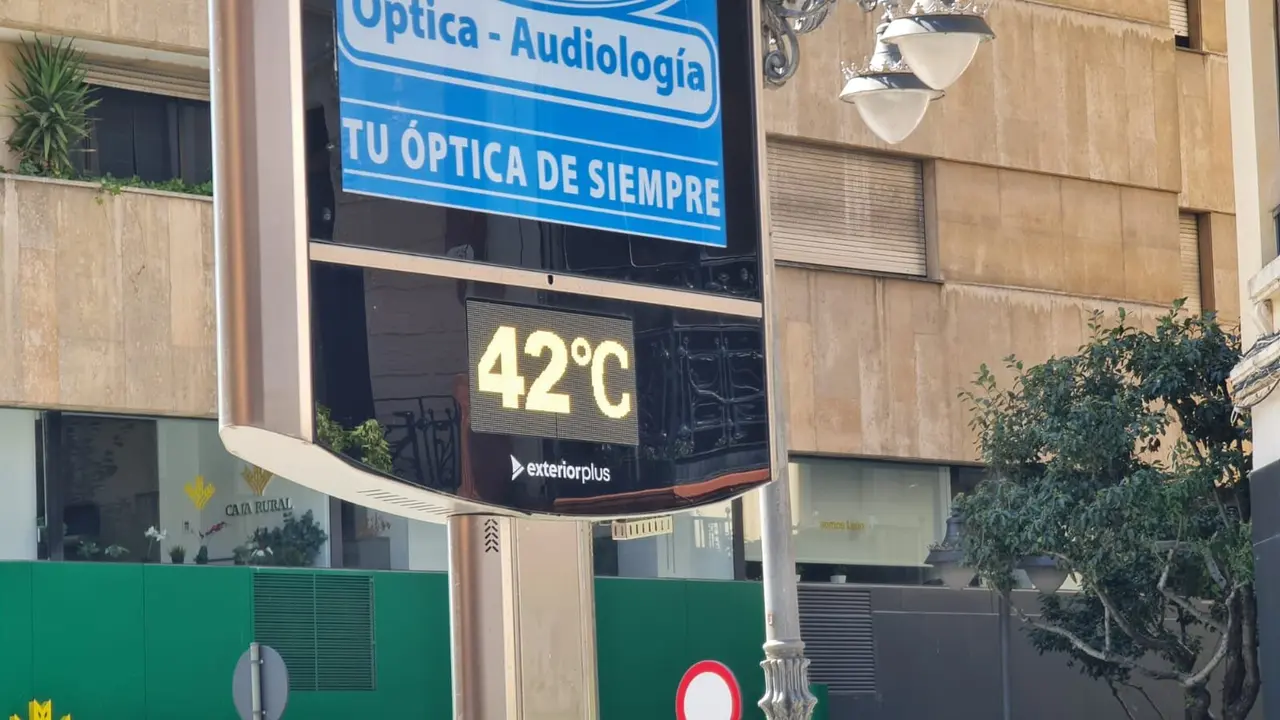 Óptica - Audiología
TU ÓPTICA DE SIEMPRE
42°C
exteriorplus
CAJA RURAL